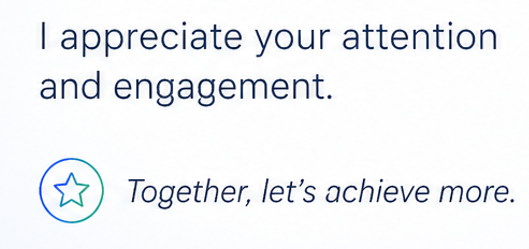 I appreciate your attention
and engagement.
Together, let’s achieve more.